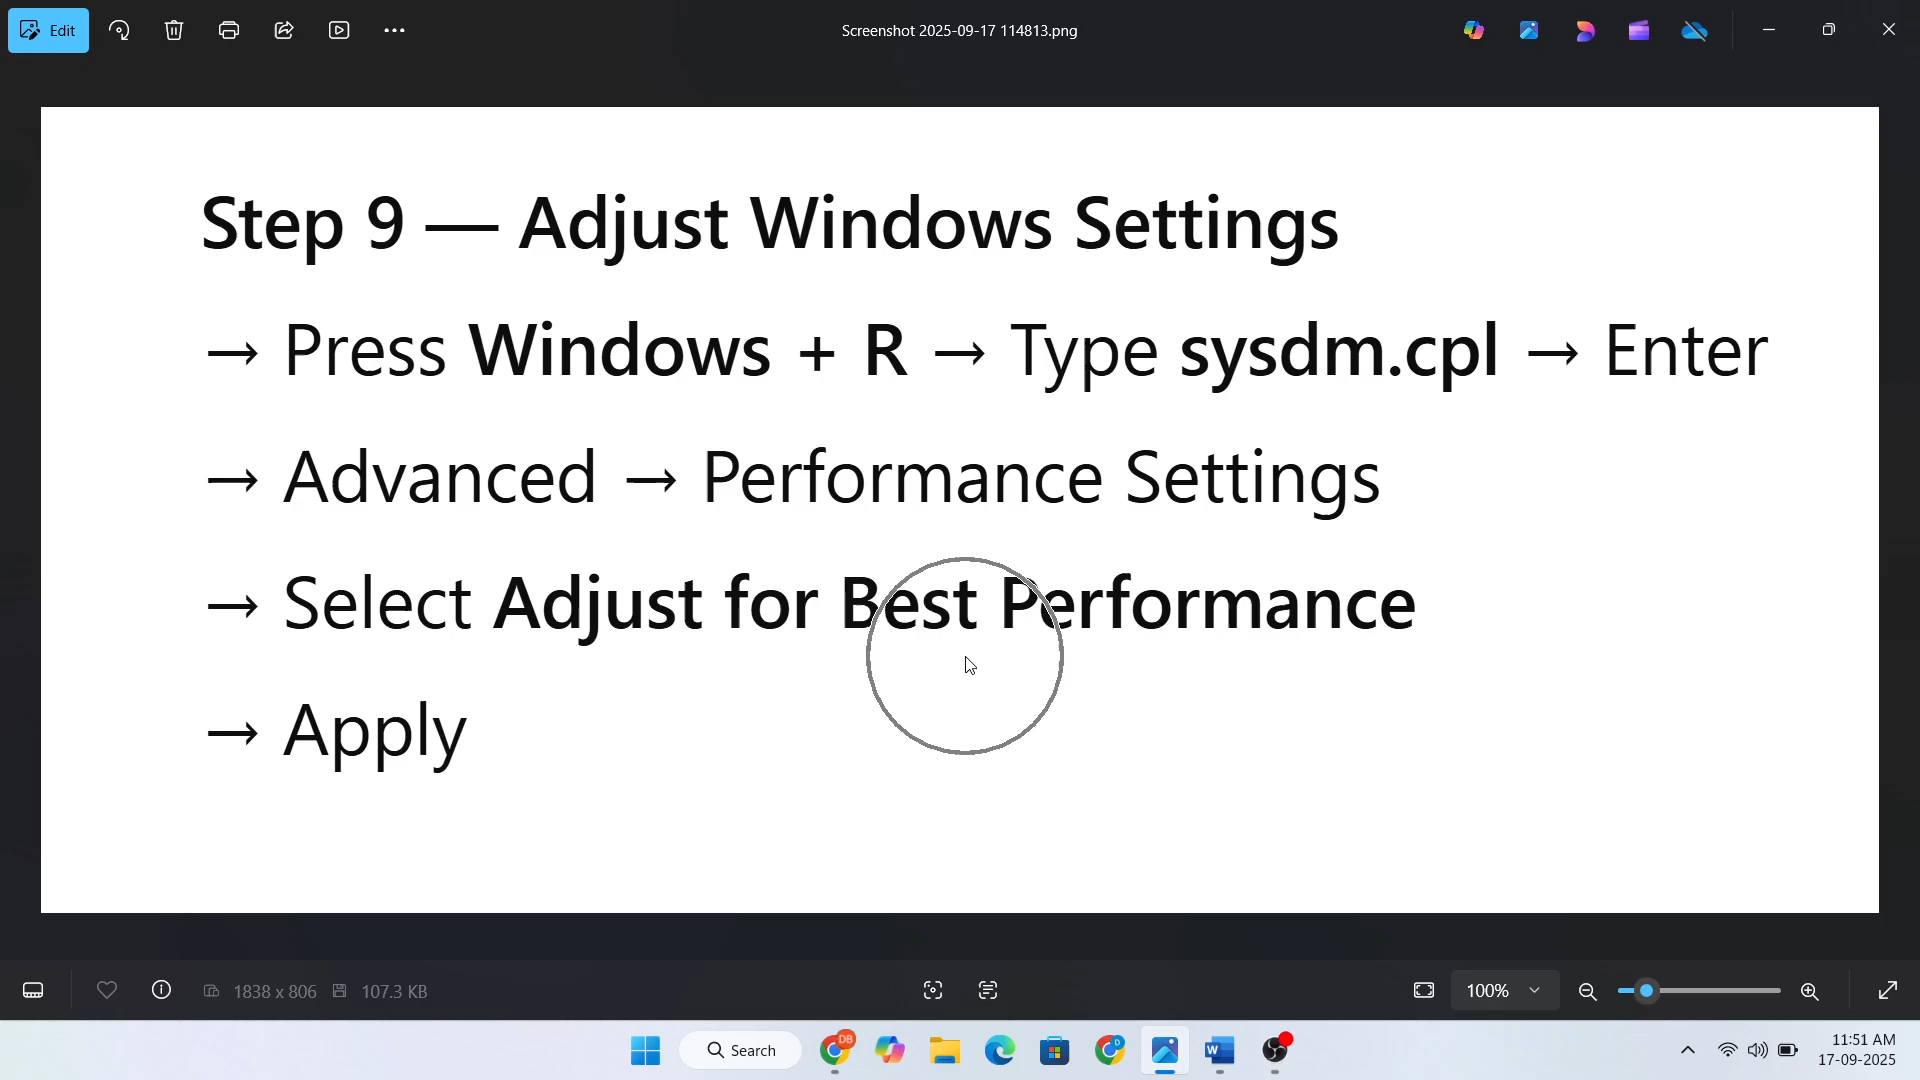 Edit
Screenshot 2025-09-17 114813.png
Step 9 — Adjust Windows Settings
→ Press Windows + R → Type sysdm.cpl → Enter
→ Advanced → Performance Settings
→ Select Adjust for Best Performance
→ Apply
1838 x 806 107.3 KB 100%
Search
DB
D
W
11:51 AM
17-09-2025